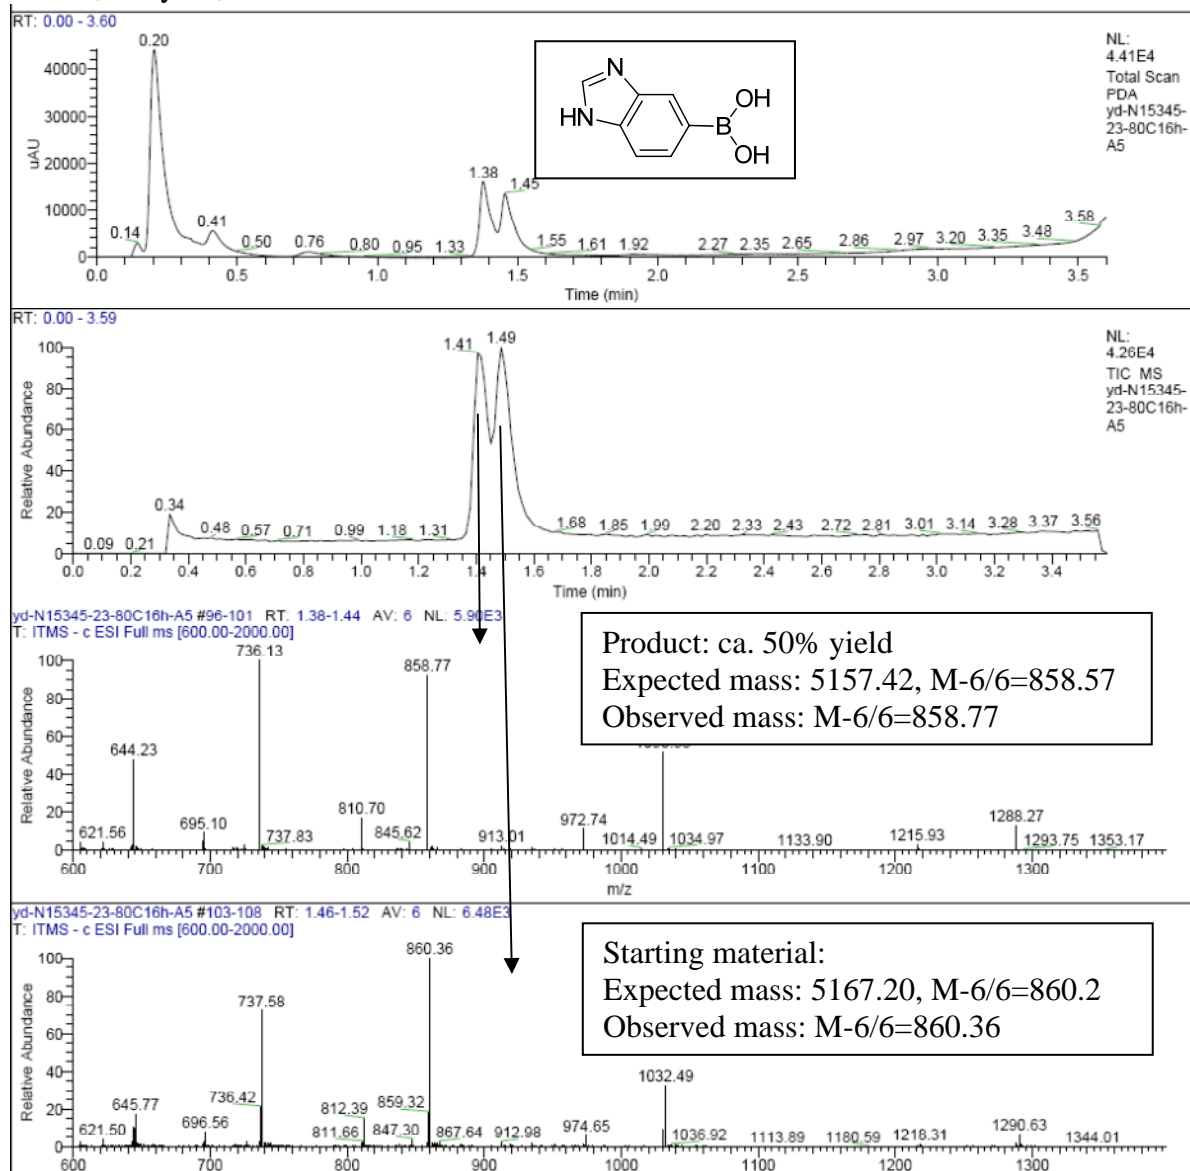 RT: 0.00 - 3.60
0.20
40000
30000
20000
10000
0
uAU
0.14
0.41
0.50
0.76
0.80
0.95
1.33
1.38
1.45
1.55
1.61
1.92
2.27
2.35
2.65
2.86
2.97
3.20
3.35
3.48
3.58
N
HN
B
OH
OH
NL:
4.41E4
Total Scan
PDA
yd-N15345-
23-80C16h-
A5
0.0 0.5 1.0 1.5 2.0 2.5 3.0 3.5
Time (min)
RT: 0.00 - 3.59
1.41
1.49
NL:
4.26E4
TIC MS
yd-N15345-
23-80C16h-
A5
100
80
60
40
20
0
Relative Abundance
0.09
0.21
0.34
0.48
0.57
0.71
0.99
1.18
1.31
1.68
1.85
1.99
2.20
2.33
2.43
2.72
2.81
3.01
3.14
3.28
3.37
3.56
0.0 0.2 0.4 0.6 0.8 1.0 1.2 1.4 1.6 1.8 2.0 2.2 2.4 2.6 2.8 3.0 3.2 3.4
Time (min)
yd-N15345-23-80C16h-A5 #96-101 RT: 1.38-1.44 AV: 6 NL: 5.90E3
T: ITMS - c ESI Full ms [600.00-2000.00]
Product: ca. 50% yield
Expected mass: 5157.42, M-6/6=858.57
Observed mass: M-6/6=858.77
100
80
60
40
20
0
Relative Abundance
621.56
644.23
695.10
736.13
737.83
810.70
845.62
858.77
913.01
972.74
1014.49
1034.97
1133.90
1215.93
1288.27
1293.75
1353.17
600 700 800 900 1000 1100 1200 1300
m/z
yd-N15345-23-80C16h-A5 #103-108 RT: 1.46-1.52 AV: 6 NL: 6.48E3
T: ITMS - c ESI Full ms [600.00-2000.00]
Starting material:
Expected mass: 5167.20, M-6/6=860.2
Observed mass: M-6/6=860.36
100
80
60
40
20
0
Relative Abundance
621.50
645.77
696.56
736.42
737.58
811.66
812.39
847.30
859.32
860.36
867.64
912.98
974.65
1032.49
1036.92
1113.89
1180.59
1218.31
1290.63
1344.01
600 700 800 900 1000 1100 1200 1300